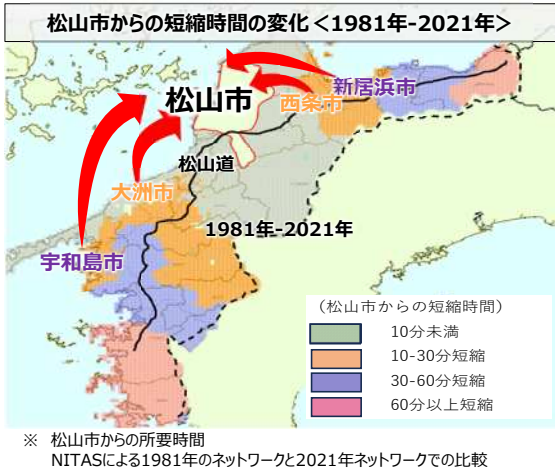 松山市からの短縮時間の変化<1981年-2021年>
新居浜市
西条市
松山市
松山道
大洲市
1981年-2021年
宇和島市
(松山市からの短縮時間)
10分未満
10-30分短縮
30-60分短縮
60分以上短縮
※ 松山市からの所要時間
NITASによる1981年のネットワークと2021年ネットワークでの比較